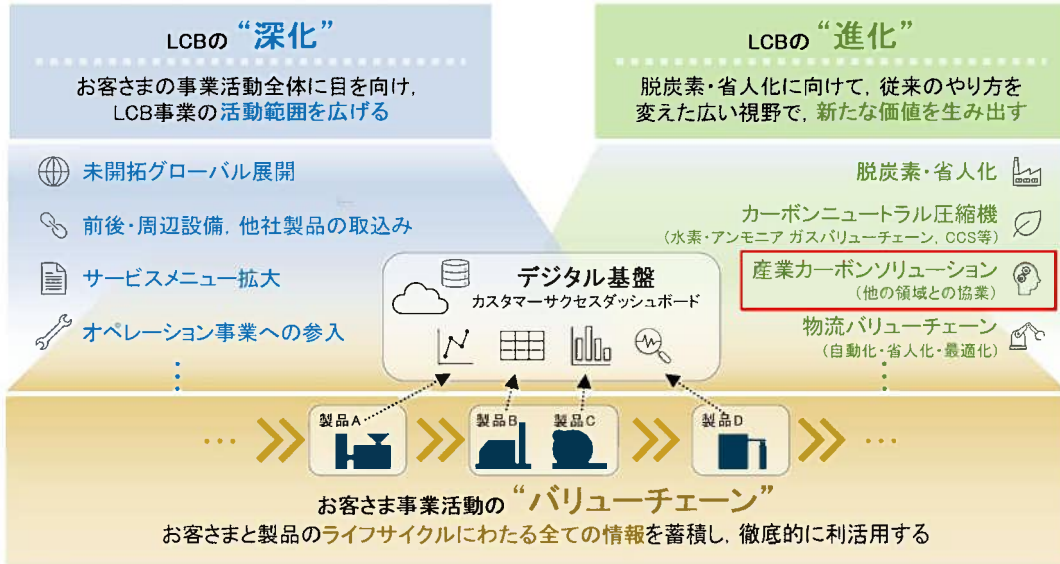 LCBの“深化”
お客さまの事業活動全体に目を向け,
LCB事業の活動範囲を広げる
未開拓グローバル展開
前後・周辺設備, 他社製品の取込み
サービスメニュー拡大
オペレーション事業への参入
LCBの“進化”
脱炭素・省人化に向けて, 従来のやり方を
変えた広い視野で, 新たな価値を生み出す
脱炭素・省人化
カーボンニュートラル圧縮機
(水素・アンモニア ガスバリューチェーン, CCS等)
産業カーボンソリューション
(他の領域との協業)
物流バリューチェーン
(自動化・省人化・最適化)
デジタル基盤
カスタマーサクセスダッシュボード
製品A
製品B
製品C
製品D
お客さま事業活動の“バリューチェーン”
お客さまと製品のライフサイクルにわたる全ての情報を蓄積し, 徹底的に利活用する